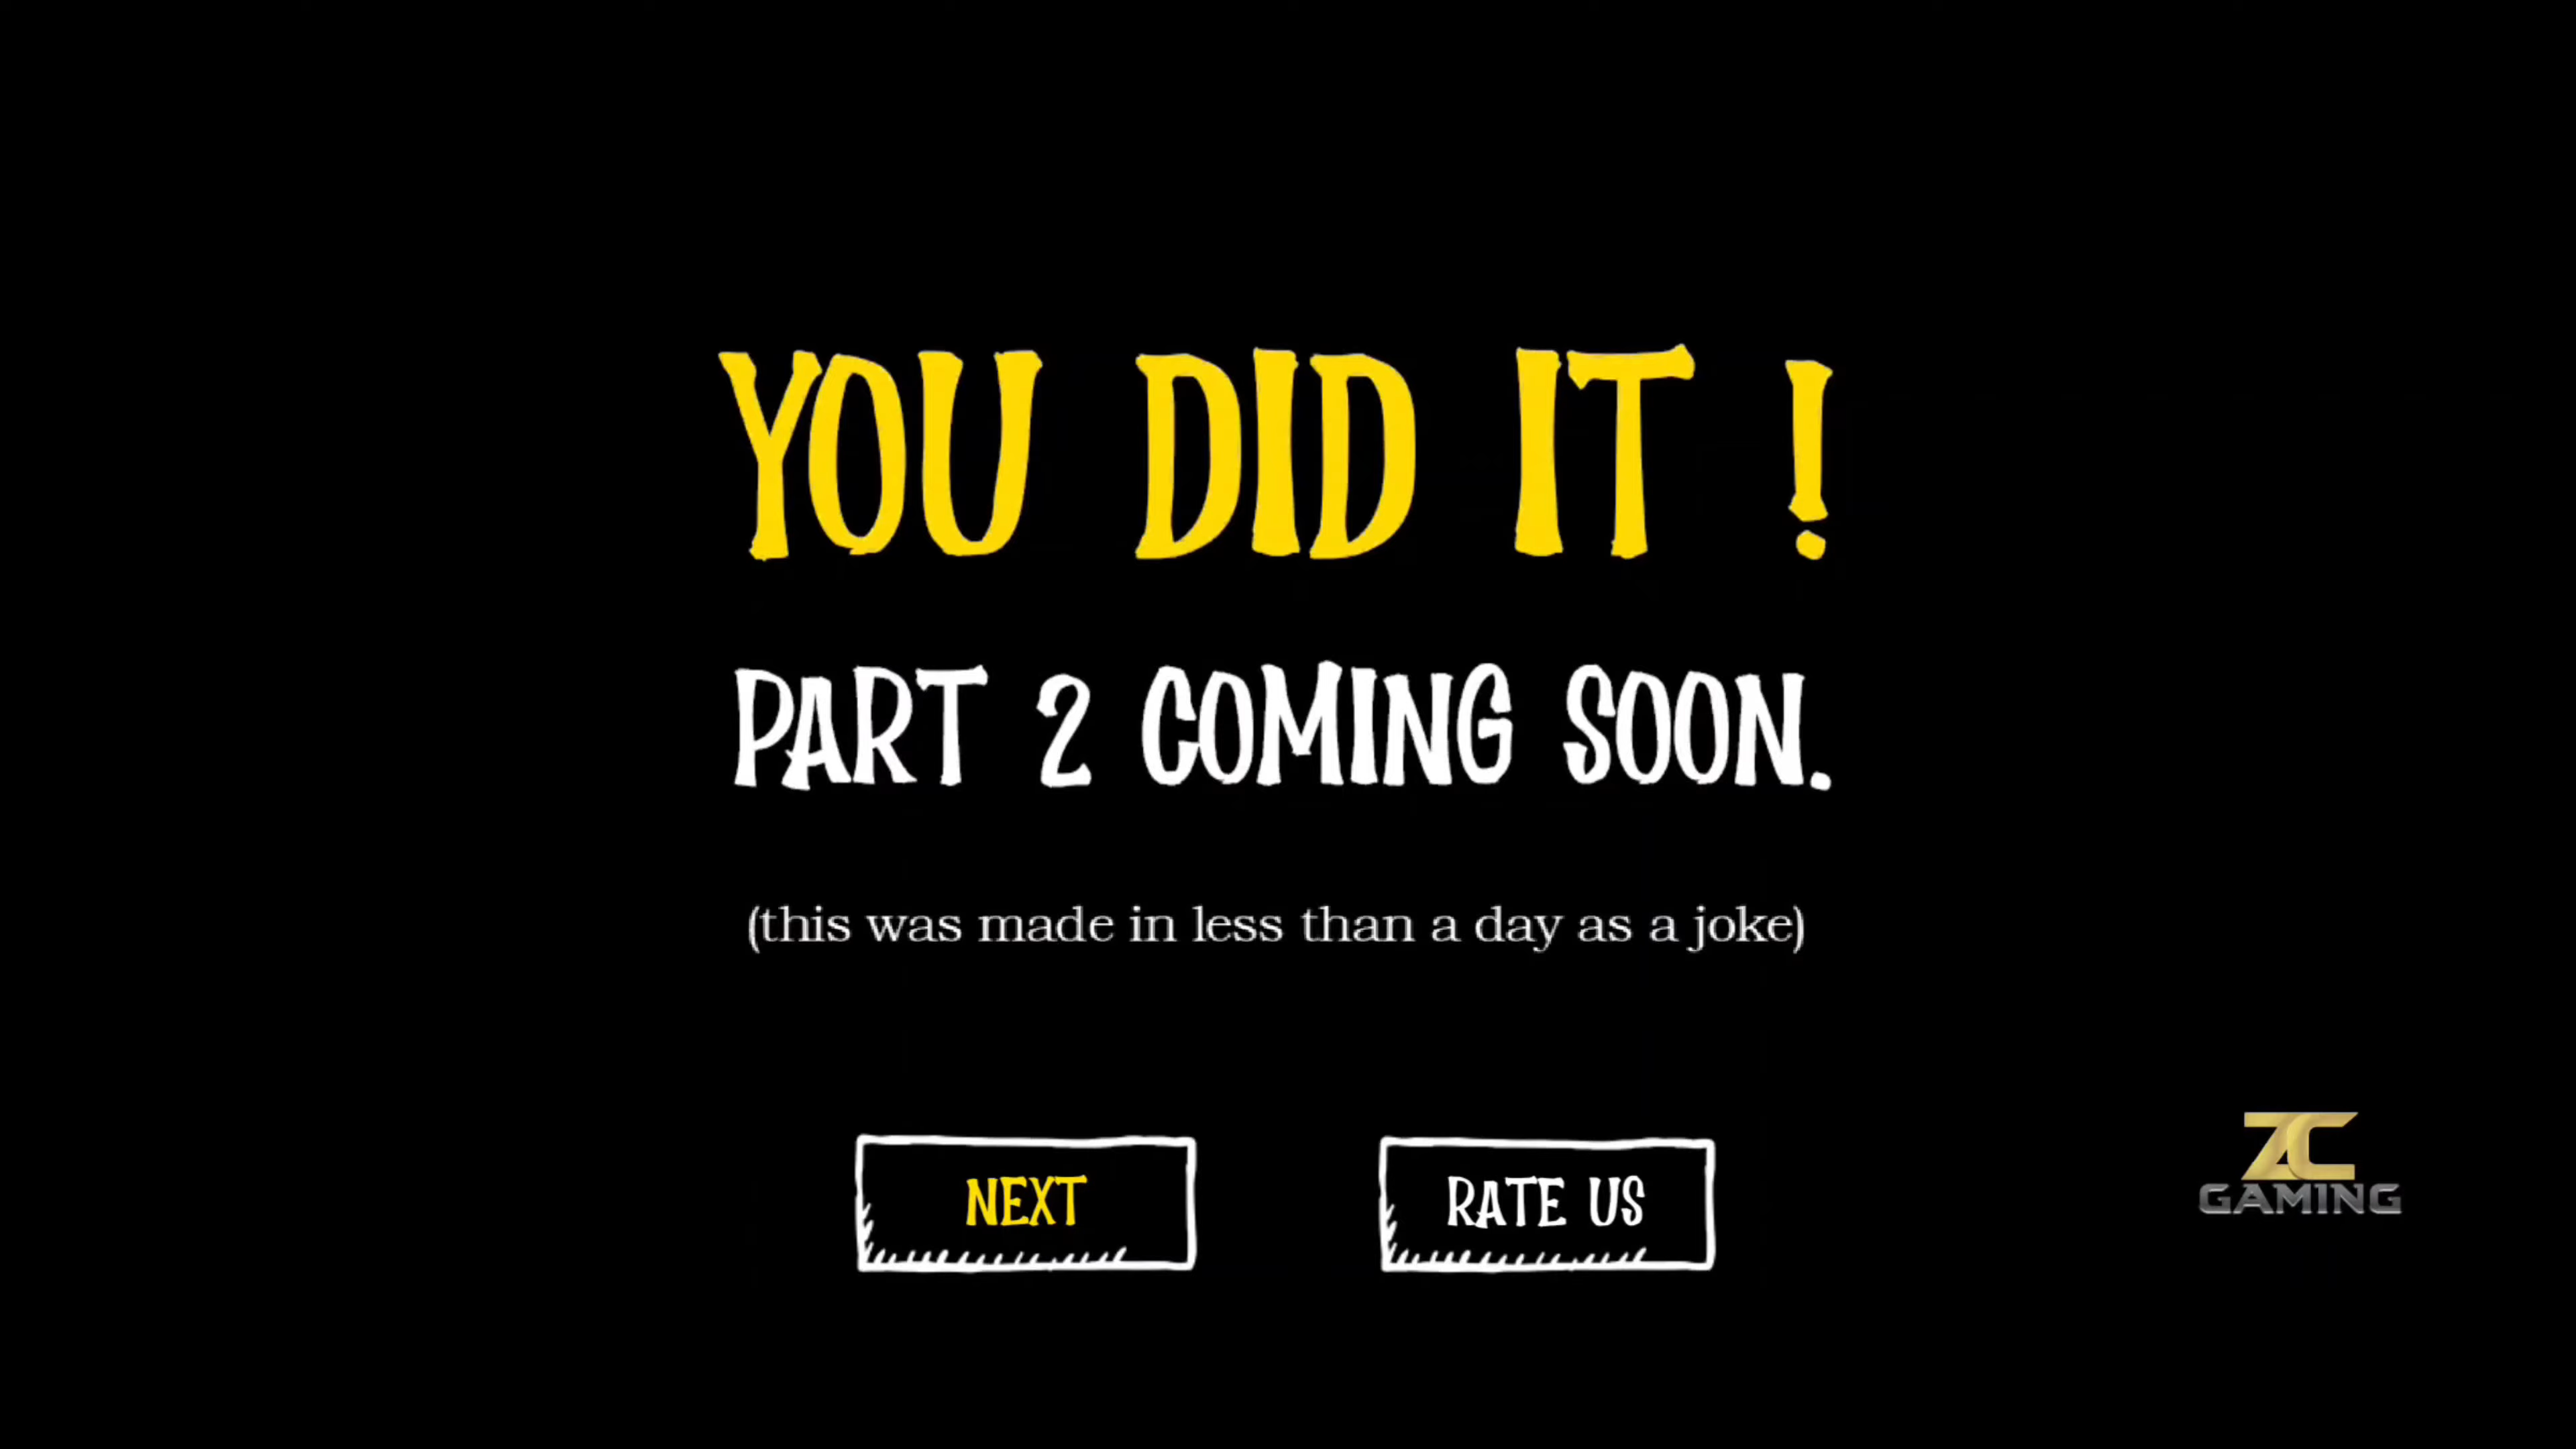 YOU DID IT !
PART 2 COMING SOON.
(this was made in less than a day as a joke)
NEXT
RATE US
ZC
GAMING